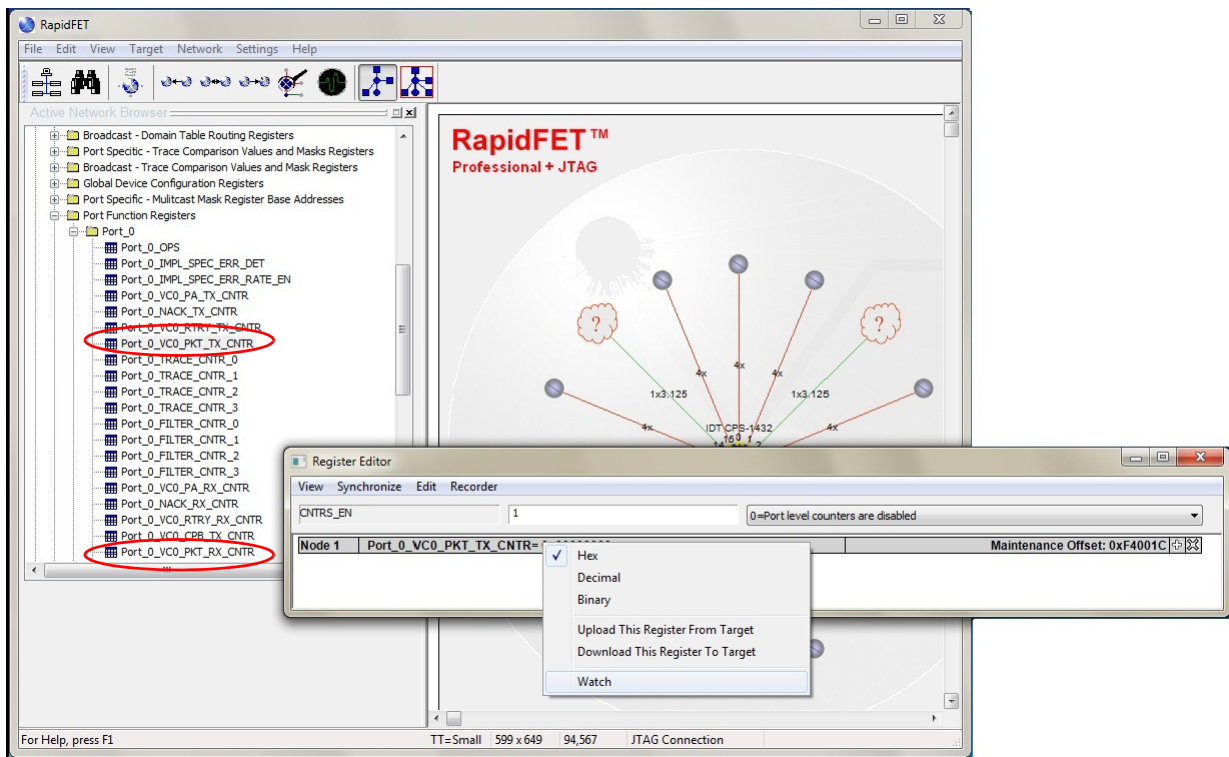 RapidFET
File Edit View Target Network Settings Help
Active Network Browser
Broadcast - Domain Table Routing Registers
Port Specitic - Trace Comparison Values and Masks Registers
Broadcast - Trace Comparison Values and Mask Registers
Global Device Configuration Registers
Port Specific - Mulitcast Mask Register Base Addresses
Port Function Registers
Port_0
Port_0_OPS
Port_0_IMPL_SPEC_ERR_DET
Port_0_IMPL_SPEC_ERR_RATE_EN
Port_0_VC0_PA_TX_CNTR
Port_0_NACK_TX_CNTR
Port_0_VC0_RTRY_TX_CNTR
Port_0_VC0_PKT_TX_CNTR
Port_0_TRACE_CNTR_0
Port_0_TRACE_CNTR_1
Port_0_TRACE_CNTR_2
Port_0_TRACE_CNTR_3
Port_0_FILTER_CNTR_0
Port_0_FILTER_CNTR_1
Port_0_FILTER_CNTR_2
Port_0_FILTER_CNTR_3
Port_0_VC0_PA_RX_CNTR
Port_0_NACK_RX_CNTR
Port_0_VC0_RTRY_RX_CNTR
Port_0_VC0_CPB_TX_CNTR
Port_0_VC0_PKT_RX_CNTR
RapidFET™
Professional + JTAG
? ?
4x
4x 4x
1x3.125 1x3.125
4x IDT CPS-1432 4x
0 1
Register Editor
View Synchronize Edit Recorder
CNTRS_EN 1 0=Port level counters are disabled
Node 1 Port_0_VC0_PKT_TX_CNTR= Maintenance Offset: 0xF4001C
Hex
Decimal
Binary
Upload This Register From Target
Download This Register To Target
Watch
For Help, press F1 TT=Small 599 x 649 94,567 JTAG Connection